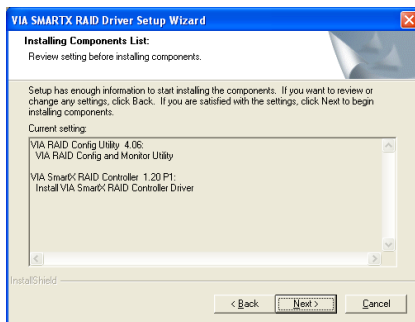 VIA SMARTX RAID Driver Setup Wizard
Installing Components List:
Review setting before installing components.
Setup has enough information to start installing the components. If you want to review or
change any settings, click Back. If you are satisfied with the settings, click Next to begin
installing components.
Current setting:
VIA RAID Config Utility 4.06:
VIA RAID Config and Monitor Utility
VIA SmartX RAID Controller 1.20 P1:
Install VIA SmartX RAID Controller Driver
InstallShield
< Back
Next >
Cancel